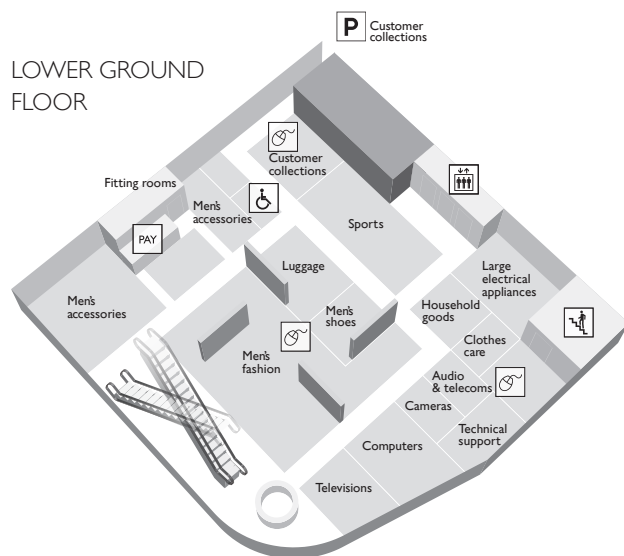 P
Customer
collections
LOWER GROUND
FLOOR
Customer
collections
Fitting rooms
Men's
accessories
Sports
PAY
Luggage
Large
electrical
appliances
Men's
accessories
Men's
shoes
Household
goods
Clothes
care
Men's
fashion
Audio
& telecoms
Cameras
Technical
support
Computers
Televisions